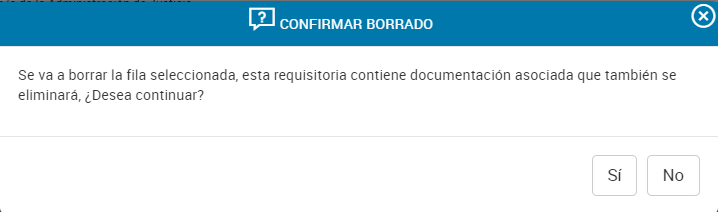 CONFIRMAR BORRADO
Se va a borrar la fila seleccionada, esta requisitoria contiene documentación asociada que también se
eliminará, ¿Desea continuar?
Sí
No